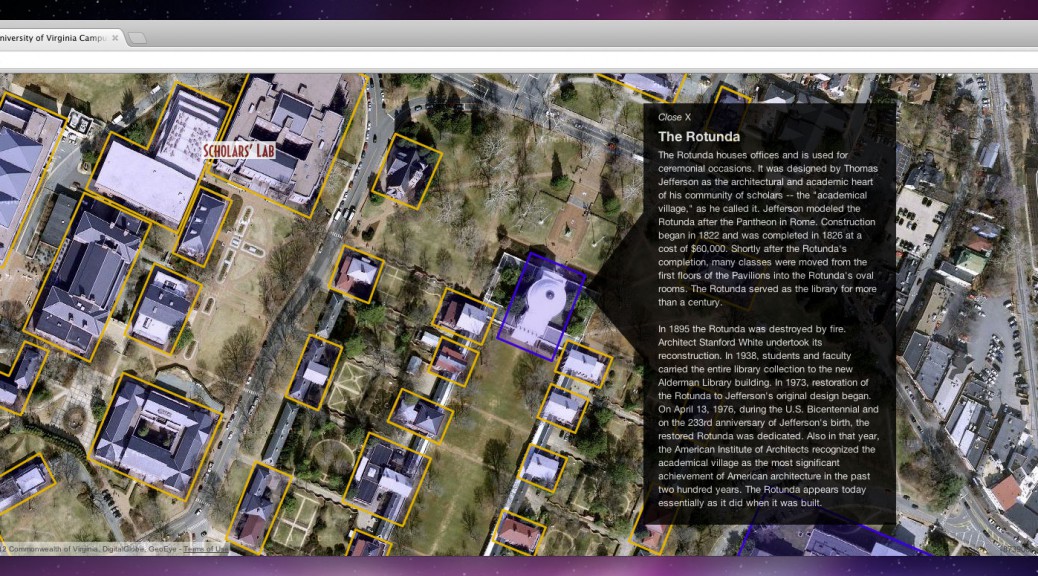 niversity of Virginia Campu
SCHOLARS' LAB
Close X
The Rotunda
The Rotunda houses offices and is used for
ceremonial occasions. It was designed by Thomas
Jefferson as the architectural and academic heart
of his community of scholars -- the "academical
village," as he called it. Jefferson modeled the
Rotunda after the Pantheon in Rome. Construction
began in 1822 and was completed in 1826 at a
cost of $60,000. Shortly after the Rotunda's
completion, many classes were moved from the
first floors of the Pavilions into the Rotunda's oval
rooms. The Rotunda served as the library for more
than a century.
In 1895 the Rotunda was destroyed by fire.
Architect Stanford White undertook its
reconstruction. In 1938, students and faculty
carried the entire library collection to the new
Alderman Library building. In 1973, restoration of
the Rotunda to Jefferson's original design began.
On April 13, 1976, during the U.S. Bicentennial and
on the 233rd anniversary of Jefferson's birth, the
restored Rotunda was dedicated. Also in that year,
the American Institute of Architects recognized the
academical village as the most significant
achievement of American architecture in the past
two hundred years. The Rotunda appears today
essentially as it did when it was built.
2 Commonwealth of Virginia, DigitalGlobe, GeoEye - Terms of Use